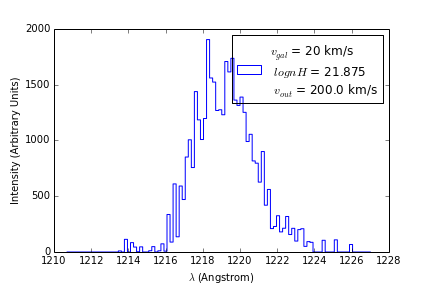 2000
1500
1000
500
0
Intensity (Arbitrary Units)
v_gal = 20 km/s
lognH = 21.875
v_out = 200.0 km/s
1210 1212 1214 1216 1218 1220 1222 1224 1226 1228
λ (Angstrom)